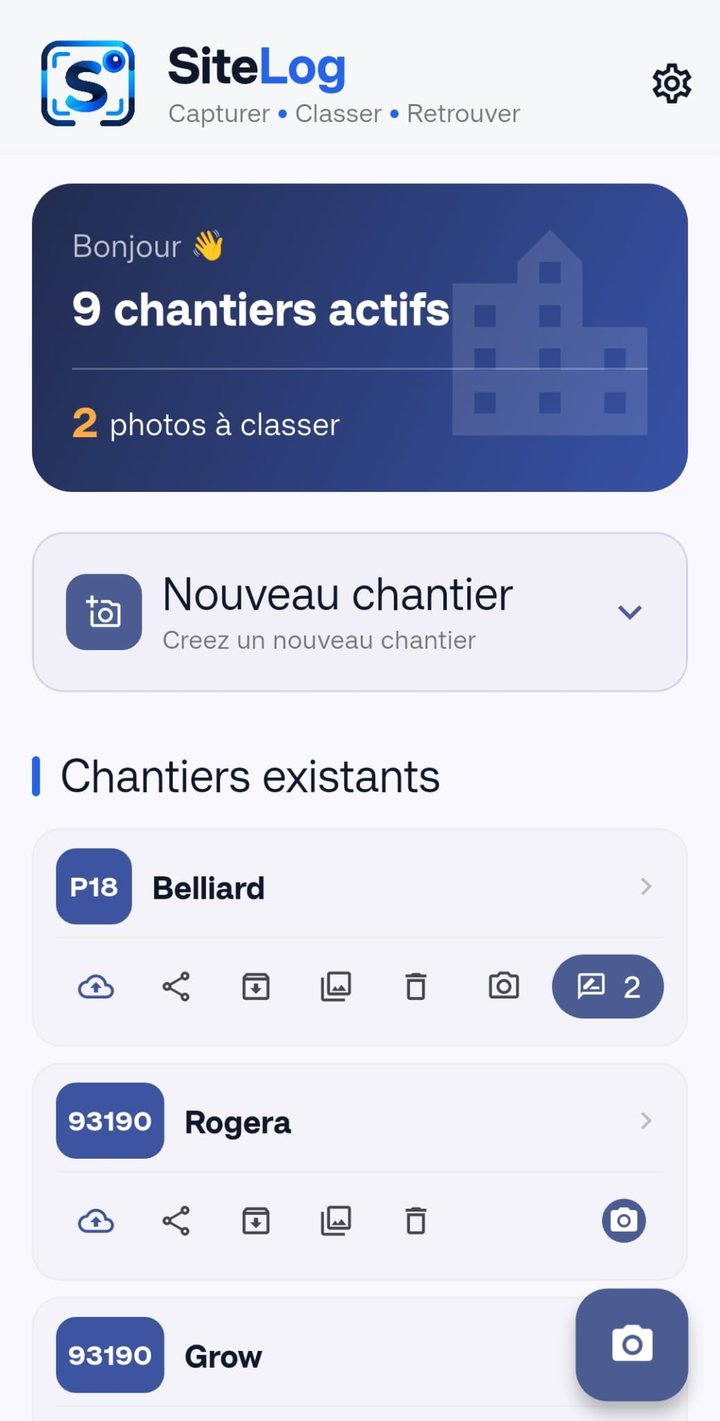 SiteLog
Capturer • Classer • Retrouver
Bonjour 👋
9 chantiers actifs
2 photos à classer
Nouveau chantier
Creez un nouveau chantier
Chantiers existants
P18 Belliard
2
93190 Rogera
93190 Grow